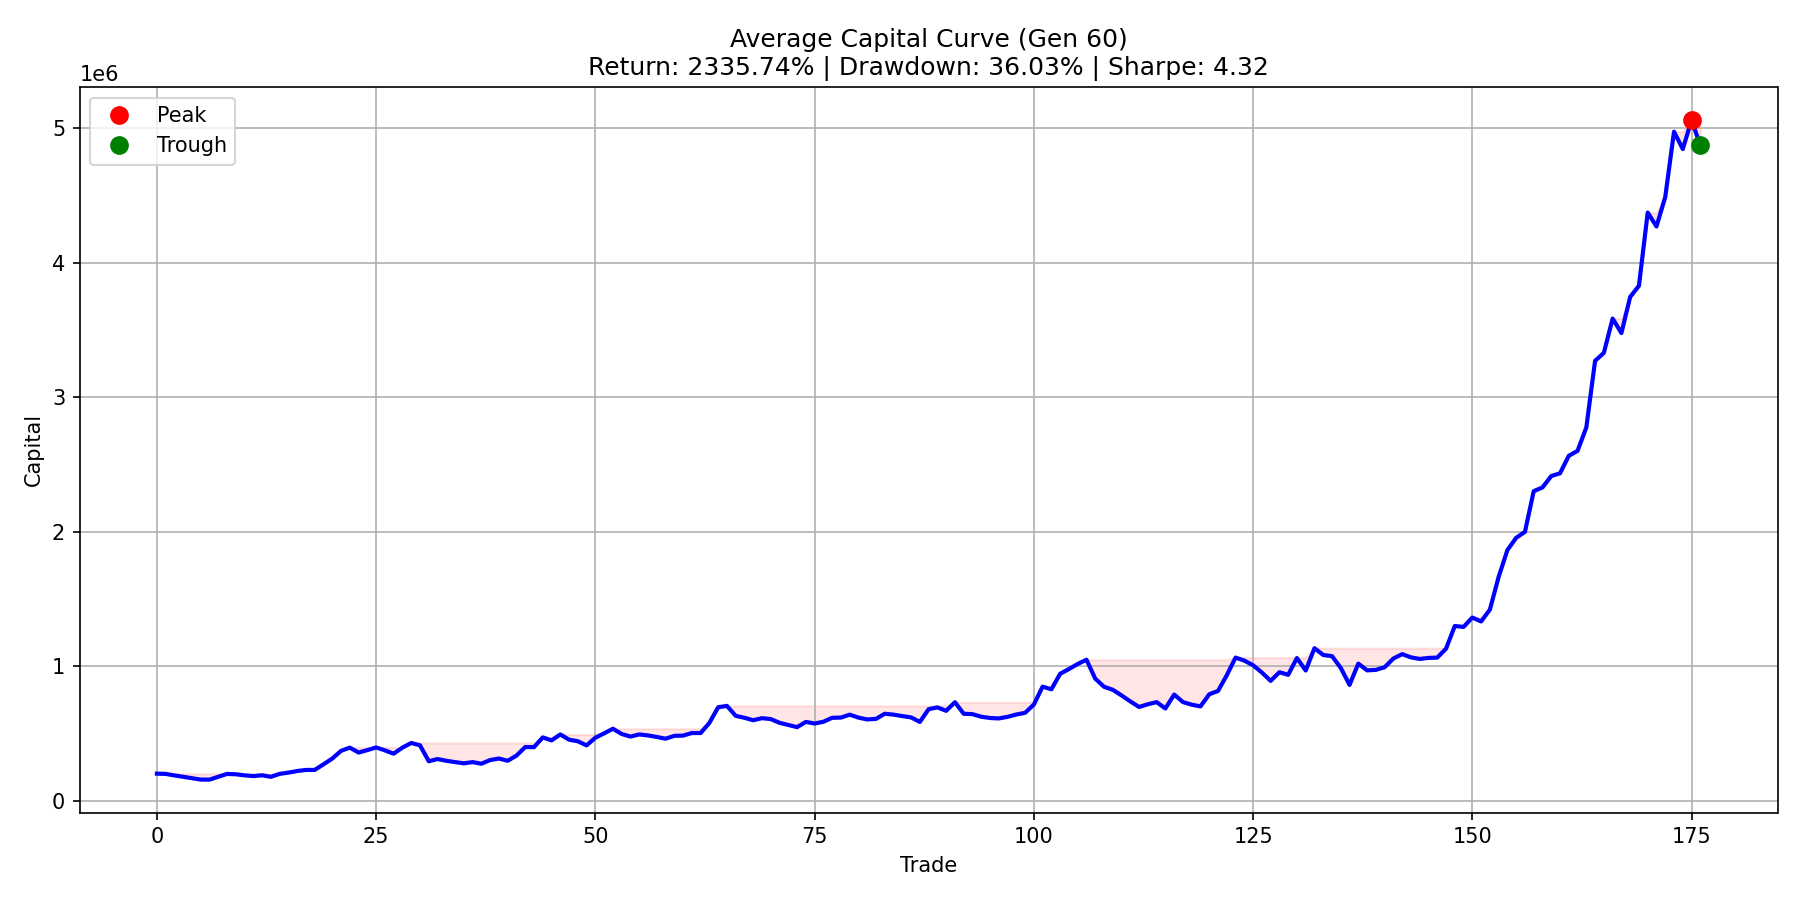 Average Capital Curve (Gen 60)
Return: 2335.74% | Drawdown: 36.03% | Sharpe: 4.32
1e6
Peak
Trough
5
4
3
2
1
0
Capital
0 25 50 75 100 125 150 175
Trade